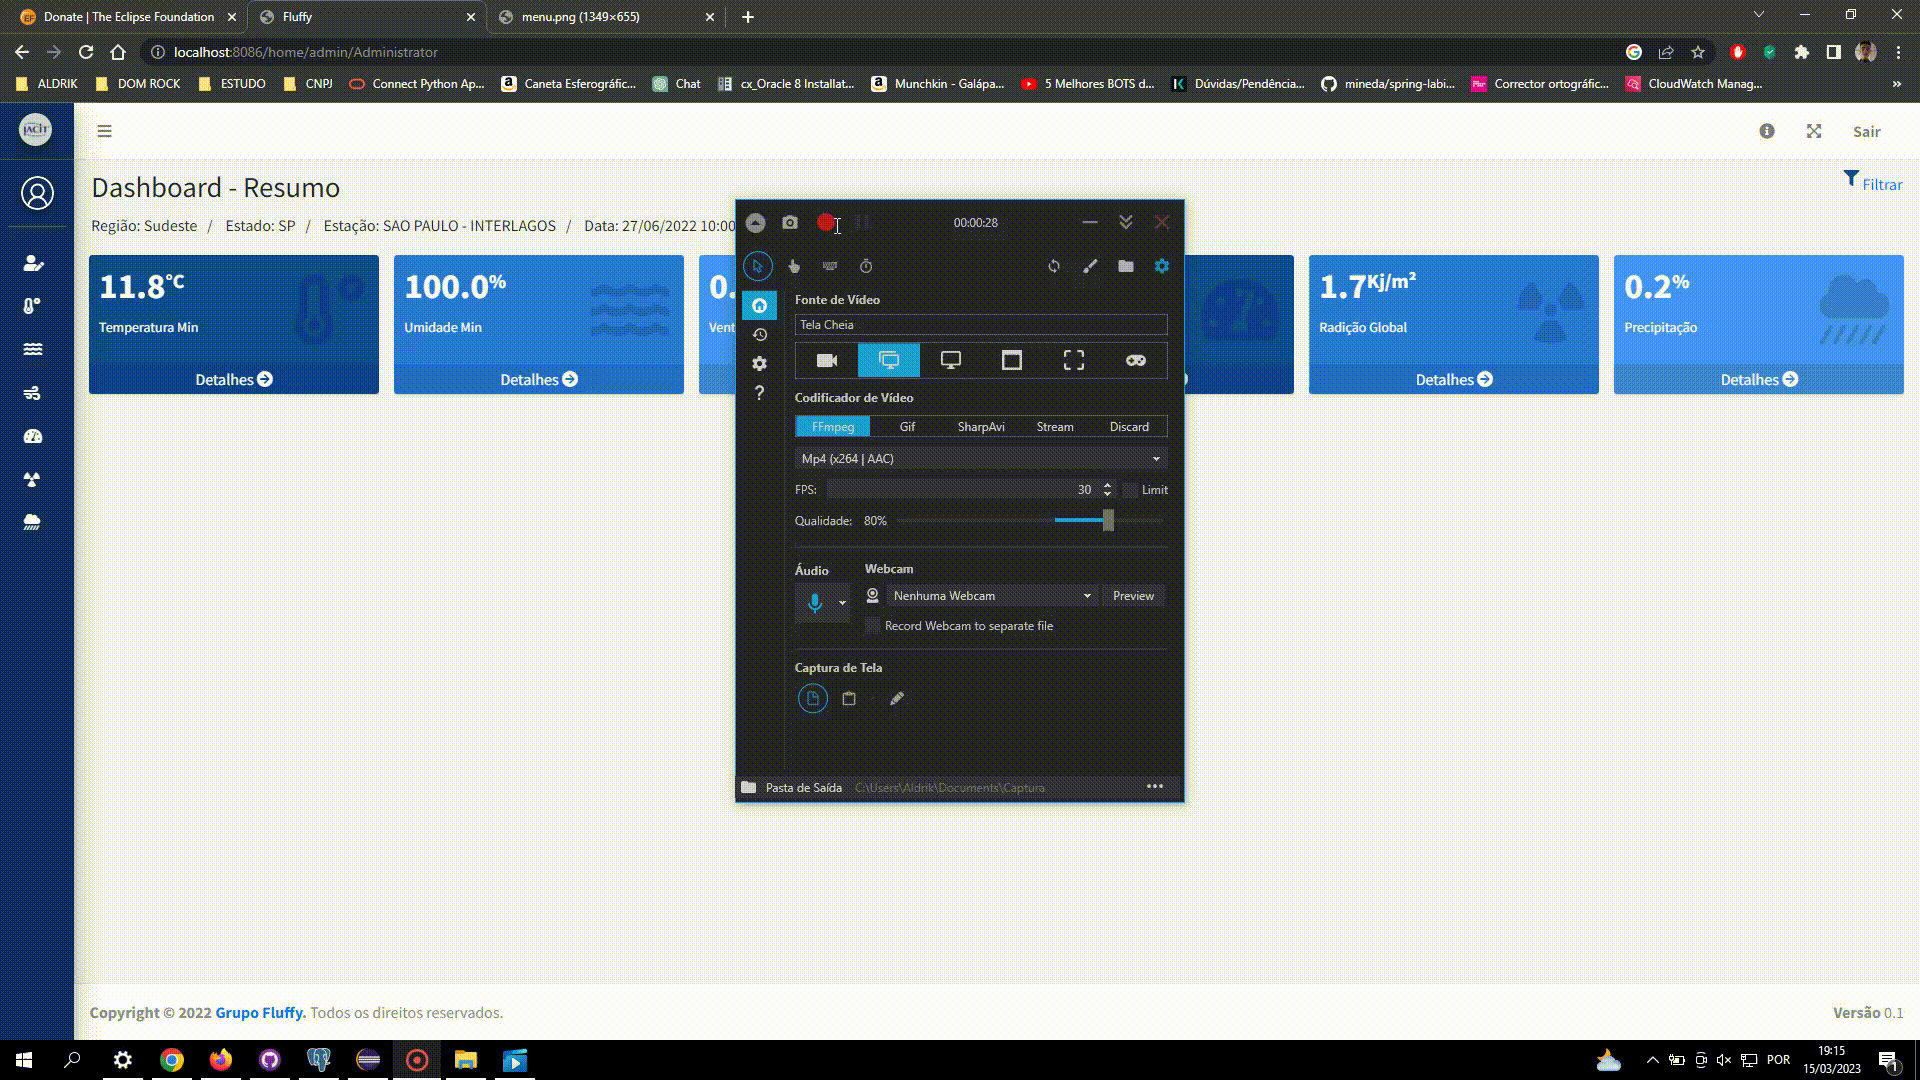 Donate | The Eclipse Foundation
Fluffy
menu.png (1349×655)
localhost:8086/home/admin/Administrator
ALDRIK
DOM ROCK
ESTUDO
CNPJ
Connect Python Ap...
Caneta Esferográfic...
Chat
cx_Oracle 8 Installat...
Munchkin - Galápa...
5 Melhores BOTS d...
Dúvidas/Pendência...
mineda/spring-labi...
Corrector ortográfic...
CloudWatch Manag...
»
IACIT
Sair
Dashboard - Resumo
Filtrar
Região: Sudeste / Estado: SP / Estação: SAO PAULO - INTERLAGOS / Data: 27/06/2022 10:00
11.8°C
Temperatura Min
Detalhes
100.0%
Umidade Min
Detalhes
0.
Vent
1.7Kj/m²
Radição Global
Detalhes
0.2%
Precipitação
Detalhes
00:00:28
Fonte de Vídeo
Tela Cheia
Codificador de Vídeo
FFmpeg Gif SharpAvi Stream Discard
Mp4 (x264 | AAC)
FPS: 30 Limit
Qualidade: 80%
Áudio Webcam
Nenhuma Webcam Preview
Record Webcam to separate file
Captura de Tela
Pasta de Saída C:\Users\Aldrik\Documents\Captura ...
Copyright © 2022 Grupo Fluffy. Todos os direitos reservados.
Versão 0.1
POR
19:15
15/03/2023
1